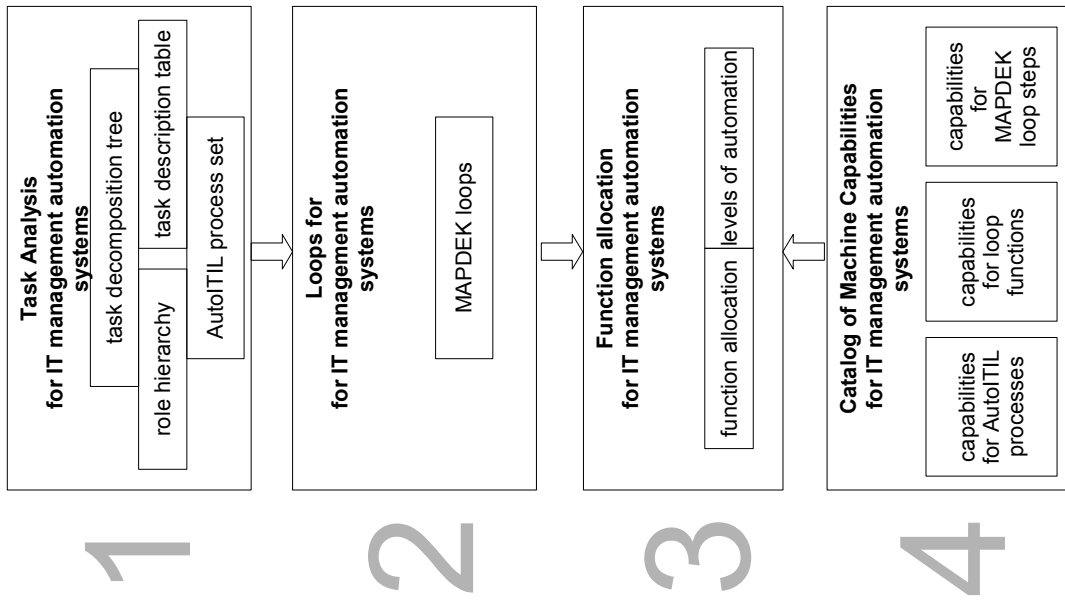 1
Task Analysis
for IT management automation
systems
task decomposition tree
role hierarchy
task description table
AutoITIL process set
2
Loops for
for IT management automation
systems
MAPDEK loops
3
Function allocation
for IT management automation
systems
function allocation
levels of automation
4
Catalog of Machine Capabilities
for IT management automation
systems
capabilities
for AutoITIL
processes
capabilities
for loop
functions
capabilities
for
MAPDEK
loop steps